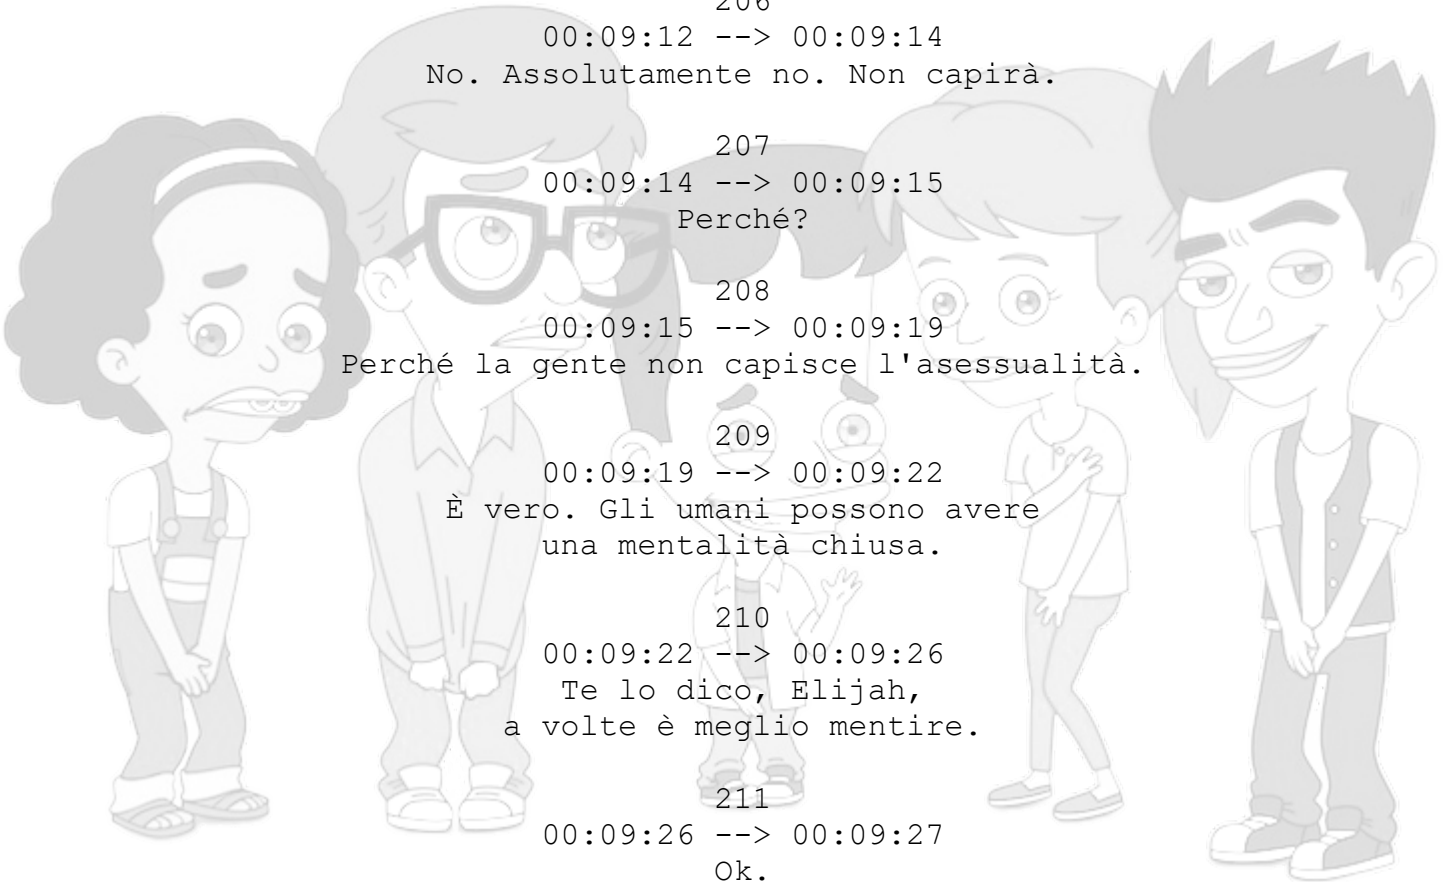 206
00:09:12 --> 00:09:14
No. Assolutamente no. Non capirà.
207
00:09:14 --> 00:09:15
Perché?
208
00:09:15 --> 00:09:19
Perché la gente non capisce l'asessualità.
209
00:09:19 --> 00:09:22
È vero. Gli umani possono avere
una mentalità chiusa.
210
00:09:22 --> 00:09:26
Te lo dico, Elijah,
a volte è meglio mentire.
211
00:09:26 --> 00:09:27
Ok.